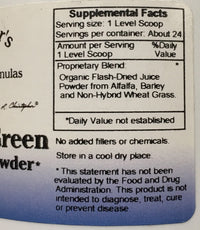 r's
Supplemental Facts
Serving size: 1 Level Scoop
Servings per container: About 24
Amount per Serving %Daily
1 Level Scoop Value
Proprietary Blend: *
Organic Flash-Dried Juice
Powder from Alfalfa, Barley
and Non-Hybrid Wheat Grass.
*Daily Value not established
mulas
R. Christopher®
Green
wder*
No added fillers or chemicals.
Store in a cool dry place.
* This statement has not been
evaluated by the Food and Drug
Administration. This product is not
intended to diagnose, treat, cure
or prevent disease.